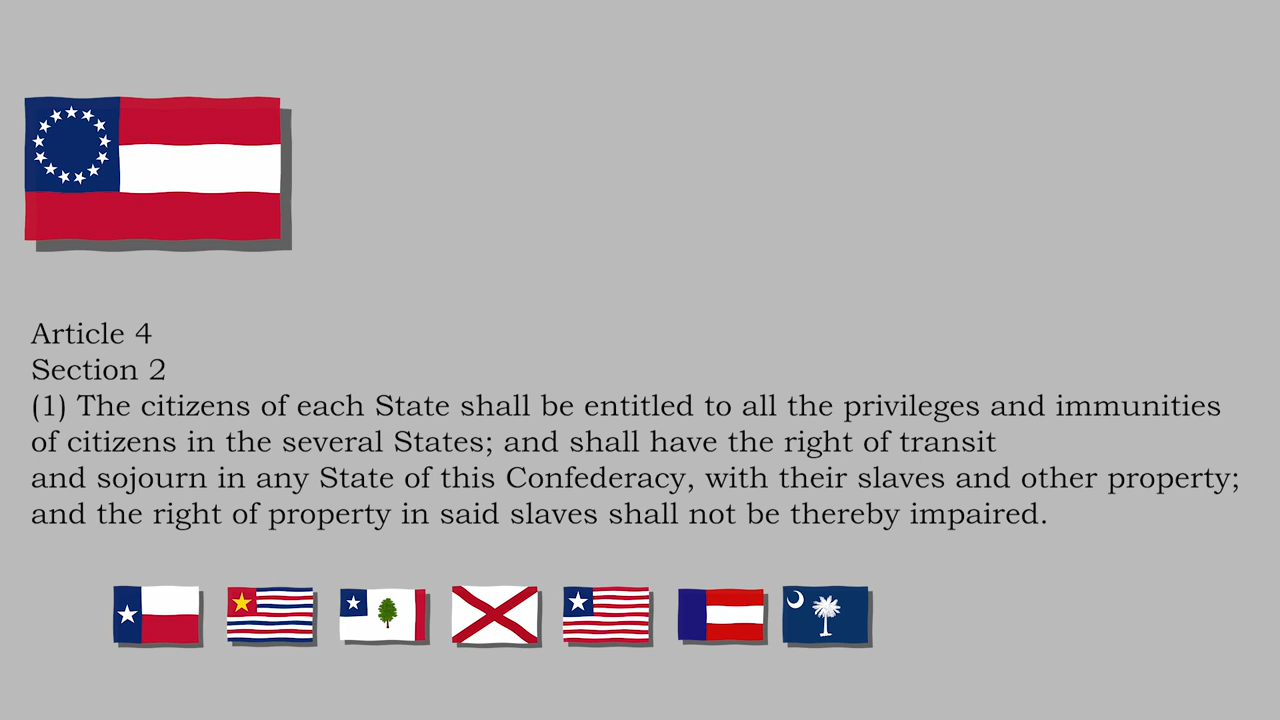 Article 4
Section 2
(1) The citizens of each State shall be entitled to all the privileges and immunities
of citizens in the several States; and shall have the right of transit
and sojourn in any State of this Confederacy, with their slaves and other property;
and the right of property in said slaves shall not be thereby impaired.